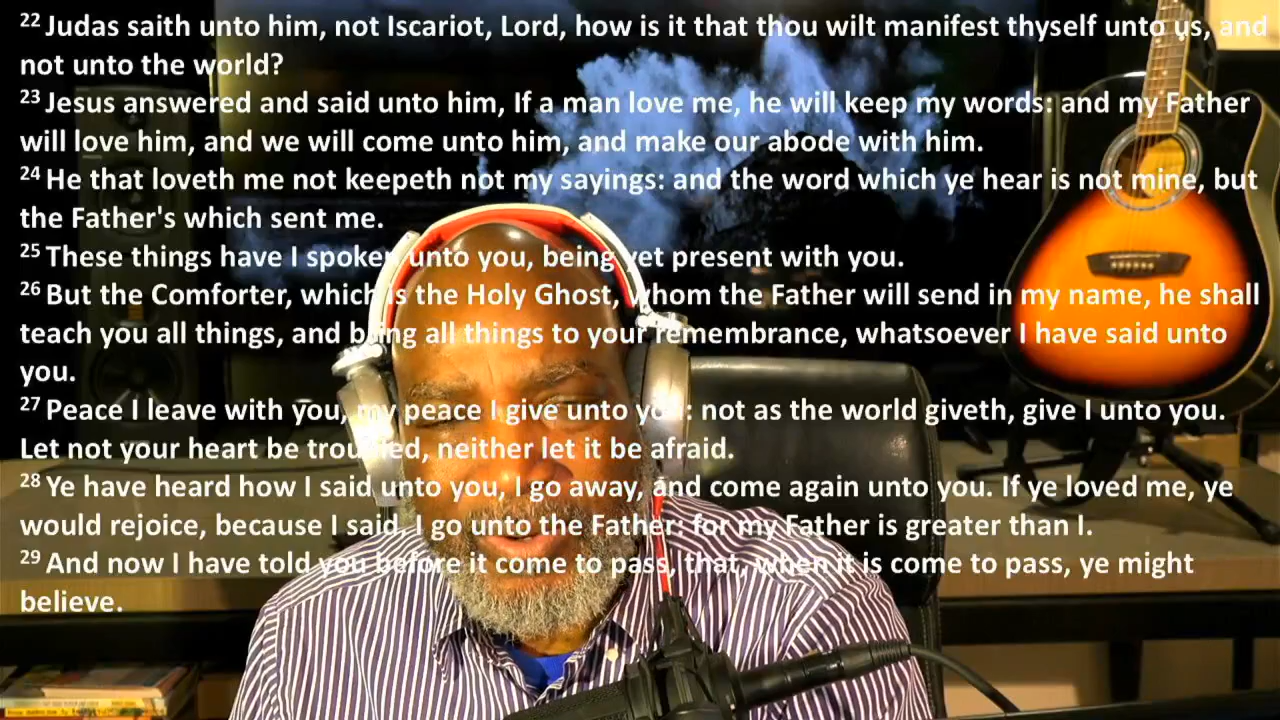 22 Judas saith unto him, not Iscariot, Lord, how is it that thou wilt manifest thyself unto us, and
not unto the world?
23 Jesus answered and said unto him, If a man love me, he will keep my words: and my Father
will love him, and we will come unto him, and make our abode with him.
24 He that loveth me not keepeth not my sayings: and the word which ye hear is not mine, but
the Father's which sent me.
25 These things have I spoken unto you, being yet present with you.
26 But the Comforter, which is the Holy Ghost, whom the Father will send in my name, he shall
teach you all things, and bring all things to your remembrance, whatsoever I have said unto
you.
27 Peace I leave with you, my peace I give unto you: not as the world giveth, give I unto you.
Let not your heart be troubled, neither let it be afraid.
28 Ye have heard how I said unto you, I go away, and come again unto you. If ye loved me, ye
would rejoice, because I said, I go unto the Father: for my Father is greater than I.
29 And now I have told you before it come to pass, that, when it is come to pass, ye might
believe.